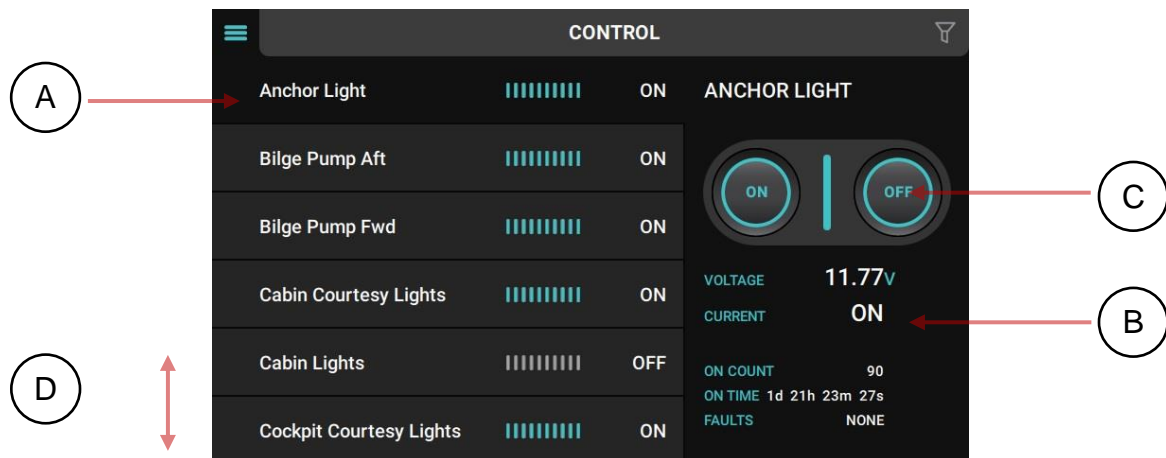 CONTROL
A
Anchor Light ON
Bilge Pump Aft ON
Bilge Pump Fwd ON
Cabin Courtesy Lights ON
Cabin Lights OFF
Cockpit Courtesy Lights ON
D
ANCHOR LIGHT
ON OFF
C
VOLTAGE 11.77V
CURRENT ON
B
ON COUNT 90
ON TIME 1d 21h 23m 27s
FAULTS NONE